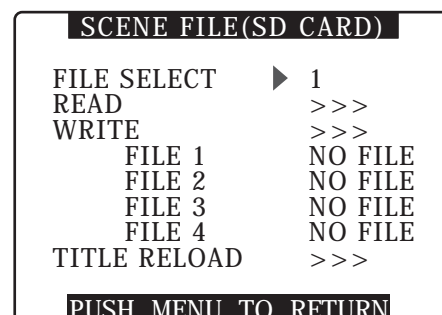 SCENE FILE(SD CARD)
FILE SELECT 1
READ >>>
WRITE >>>
FILE 1 NO FILE
FILE 2 NO FILE
FILE 3 NO FILE
FILE 4 NO FILE
TITLE RELOAD >>>
PUSH MENU TO RETURN